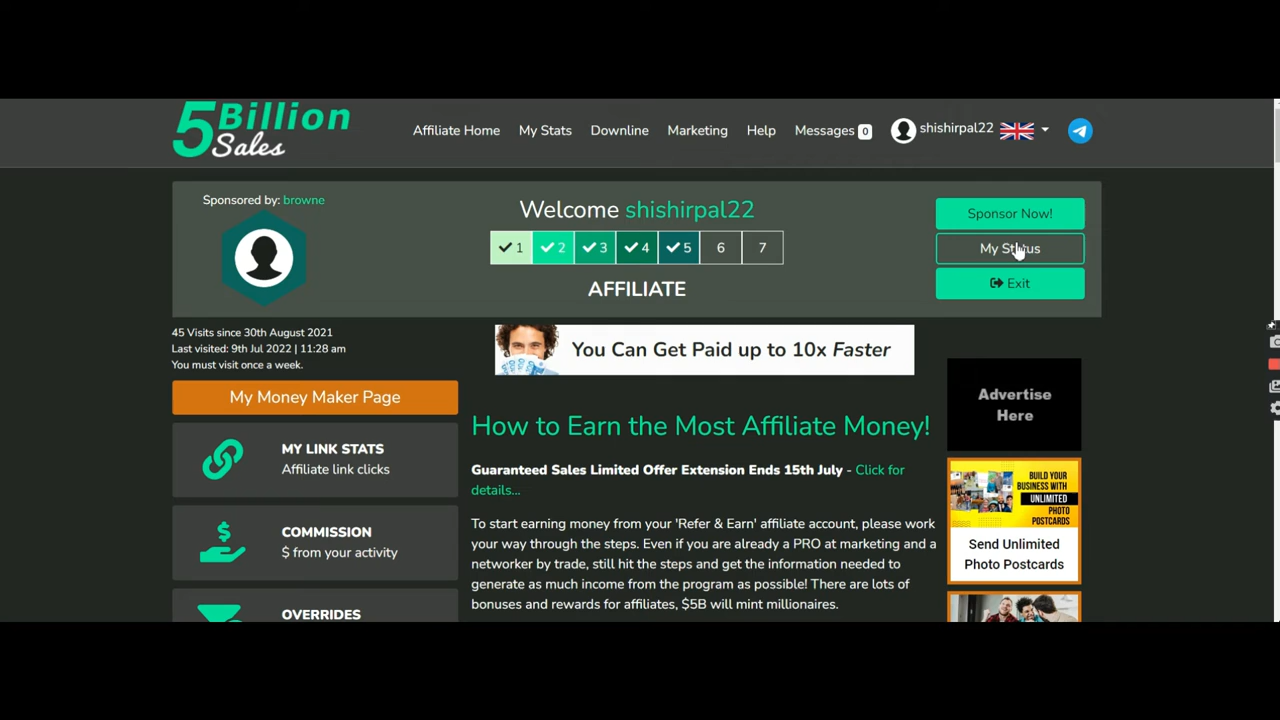 5Billion
Sales
Affiliate Home
My Stats
Downline
Marketing
Help
Messages 0
shishirpal22
Sponsored by: browne
Welcome shishirpal22
1 2 3 4 5 6 7
AFFILIATE
Sponsor Now!
My Status
Exit
45 Visits since 30th August 2021
Last visited: 9th Jul 2022 | 11:28 am
You must visit once a week.
You Can Get Paid up to 10x Faster
My Money Maker Page
MY LINK STATS
Affiliate link clicks
COMMISSION
$ from your activity
OVERRIDES
How to Earn the Most Affiliate Money!
Guaranteed Sales Limited Offer Extension Ends 15th July - Click for
details...
To start earning money from your 'Refer & Earn' affiliate account, please work
your way through the steps. Even if you are already a PRO at marketing and a
networker by trade, still hit the steps and get the information needed to
generate as much income from the program as possible! There are lots of
bonuses and rewards for affiliates, $5B will mint millionaires.
Advertise
Here
BUILD YOUR
BUSINESS WITH
UNLIMITED
PHOTO
POSTCARDS
Send Unlimited
Photo Postcards